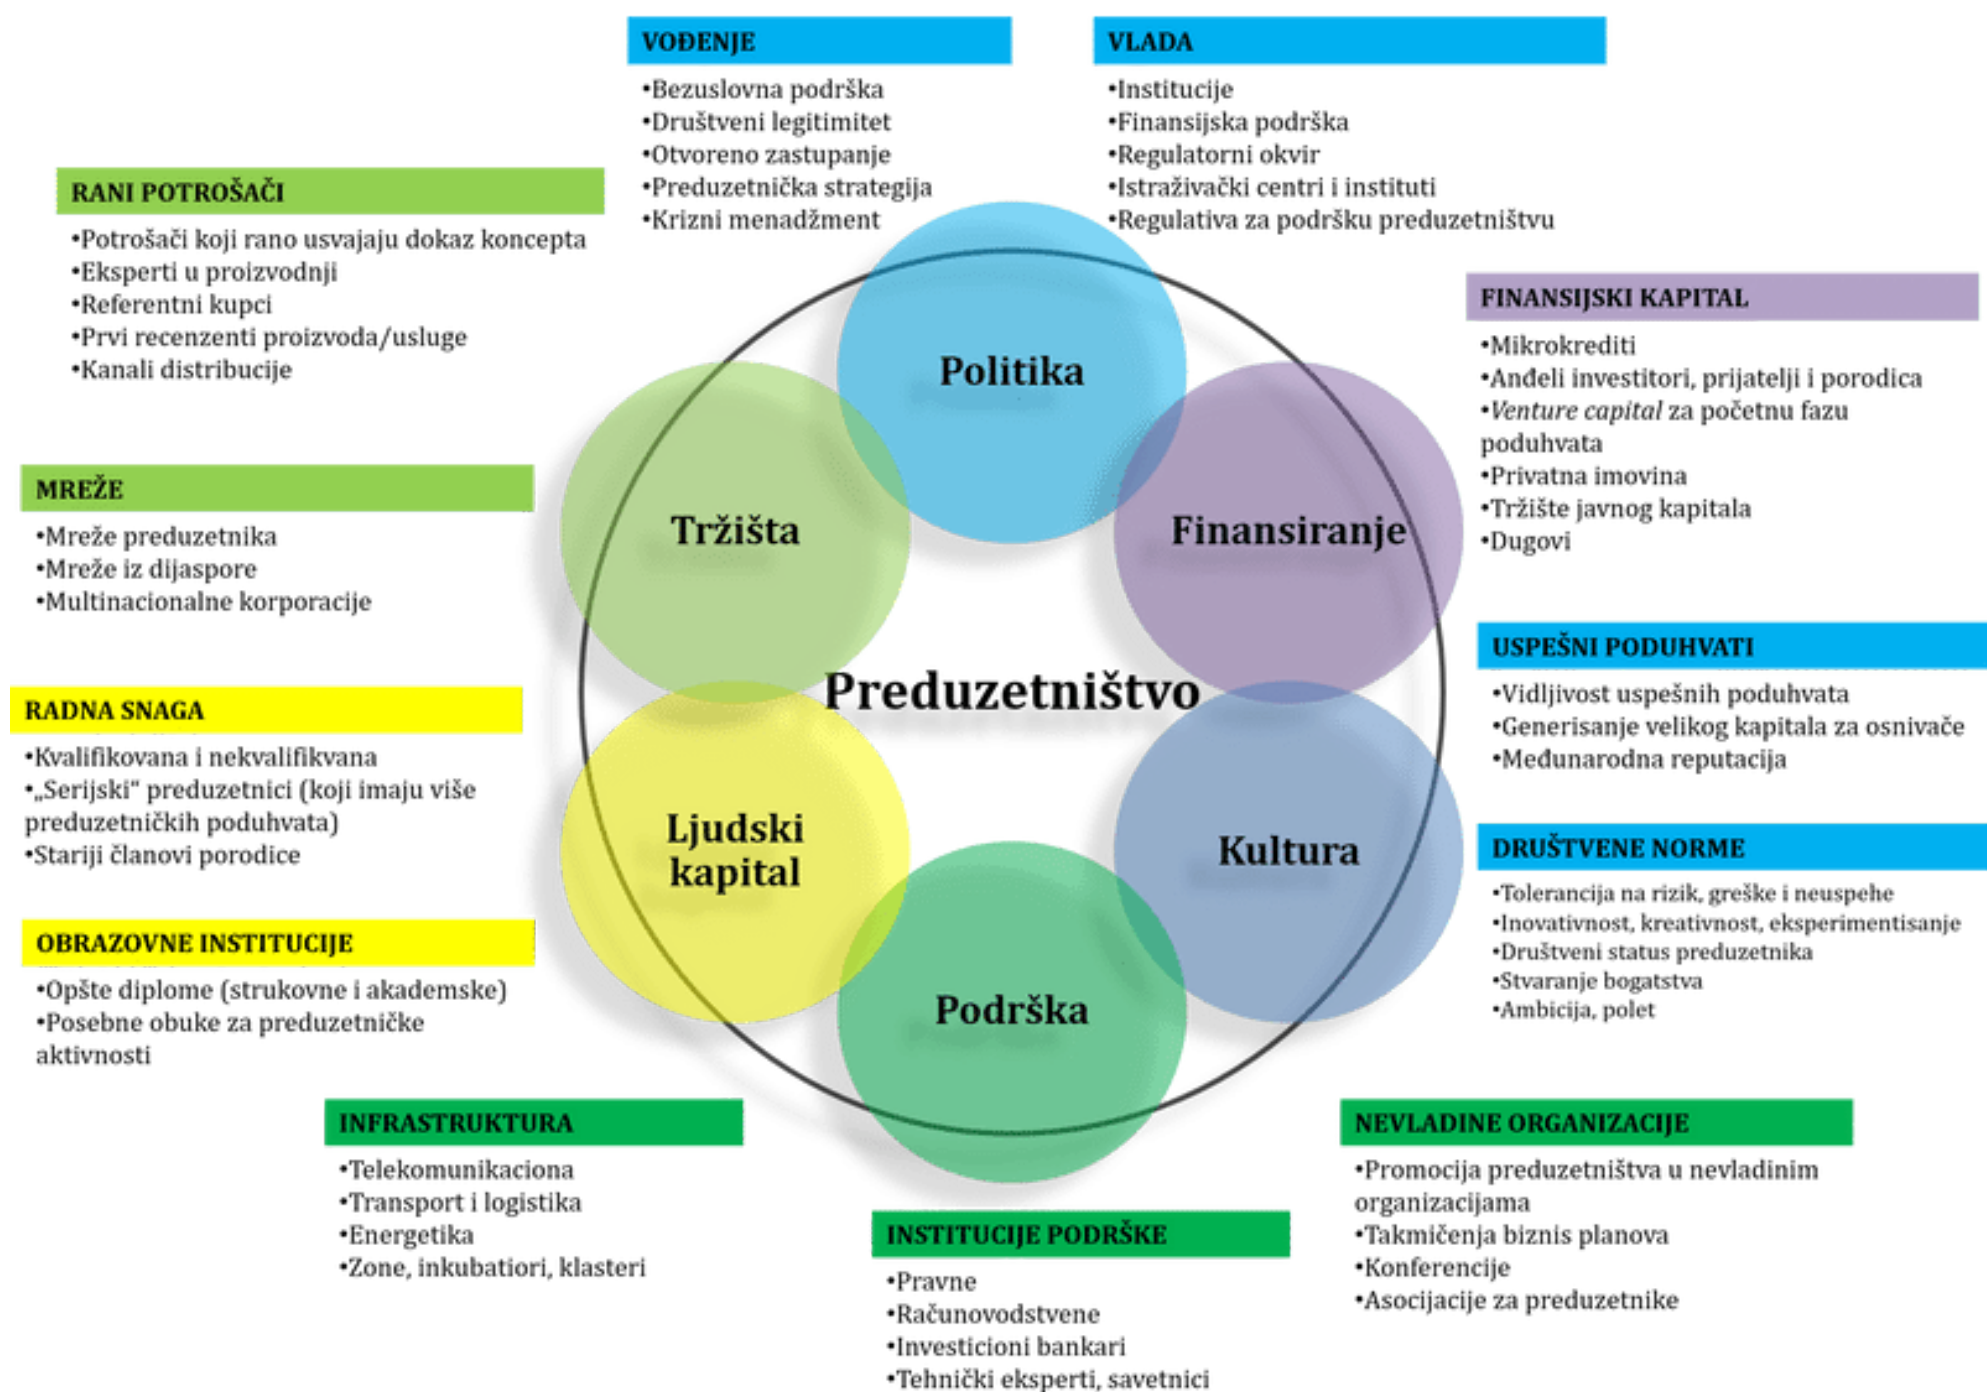 VOĐENJE
•Bezuslovna podrška
•Društveni legitimitet
•Otvoreno zastupanje
•Preduzetnička strategija
•Krizni menadžment
VLADA
•Institucije
•Finansijska podrška
•Regulatorni okvir
•Istraživački centri i instituti
•Regulativa za podršku preduzetništvu
RANI POTROŠAČI
•Potrošači koji rano usvajaju dokaz koncepta
•Eksperti u proizvodnji
•Referentni kupci
•Prvi recenzenti proizvoda/usluge
•Kanali distribucije
FINANSIJSKI KAPITAL
•Mikrokrediti
•Anđeli investitori, prijatelji i porodica
•Venture capital za početnu fazu
poduhvata
•Privatna imovina
•Tržište javnog kapitala
•Dugovi
MREŽE
•Mreže preduzetnika
•Mreže iz dijaspore
•Multinacionalne korporacije
Politika
Tržišta
Finansiranje
Preduzetništvo
Ljudski
kapital
Kultura
Podrška
USPEŠNI PODUHVATI
•Vidljivost uspešnih poduhvata
•Generisanje velikog kapitala za osnivače
•Međunarodna reputacija
RADNA SNAGA
•Kvalifikovana i nekvalifikvana
•„Serijski“ preduzetnici (koji imaju više
preduzetničkih poduhvata)
•Stariji članovi porodice
DRUŠTVENE NORME
•Tolerancija na rizik, greške i neuspehe
•Inovativnost, kreativnost, eksperimentisanje
•Društveni status preduzetnika
•Stvaranje bogatstva
•Ambicija, polet
OBRAZOVNE INSTITUCIJE
•Opšte diplome (strukovne i akademske)
•Posebne obuke za preduzetničke
aktivnosti
INFRASTRUKTURA
•Telekomunikaciona
•Transport i logistika
•Energetika
•Zone, inkubatiori, klasteri
INSTITUCIJE PODRŠKE
•Pravne
•Računovodstvene
•Investicioni bankari
•Tehnički eksperti, savetnici
NEVLADINE ORGANIZACIJE
•Promocija preduzetništva u nevladinim
organizacijama
•Takmičenja biznis planova
•Konferencije
•Asocijacije za preduzetnike